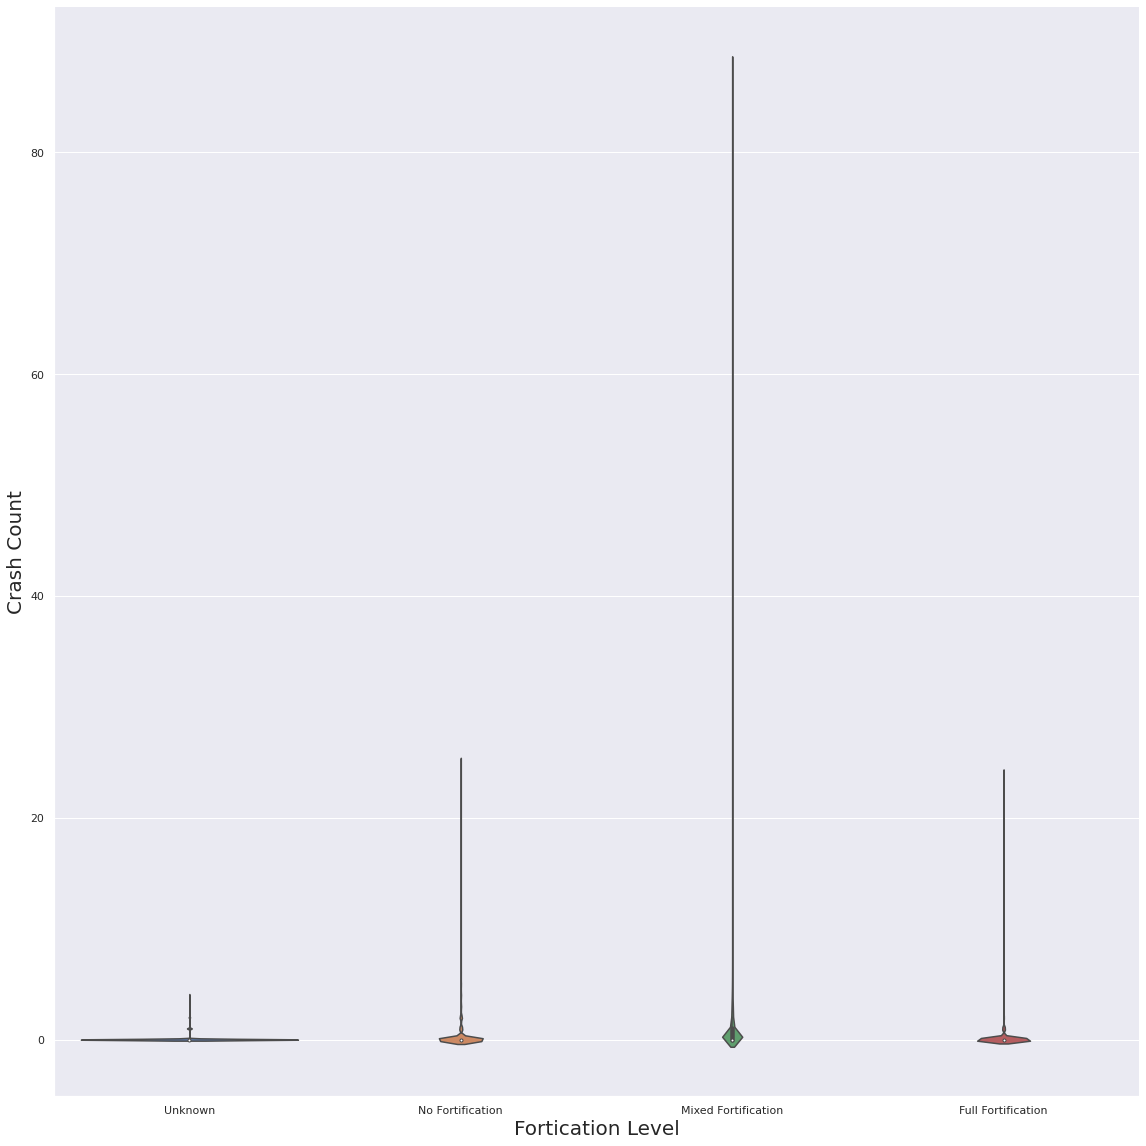 Crash Count
80
60
40
20
0
Unknown
No Fortification
Mixed Fortification
Full Fortification
Fortication Level